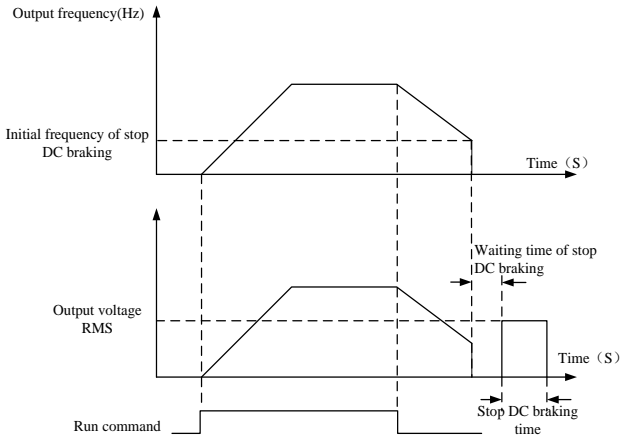 Output frequency(Hz)
Initial frequency of stop
DC braking
Time（S）
Waiting time of stop
DC braking
Output voltage
RMS
Time（S）
Stop DC braking
time
Run command